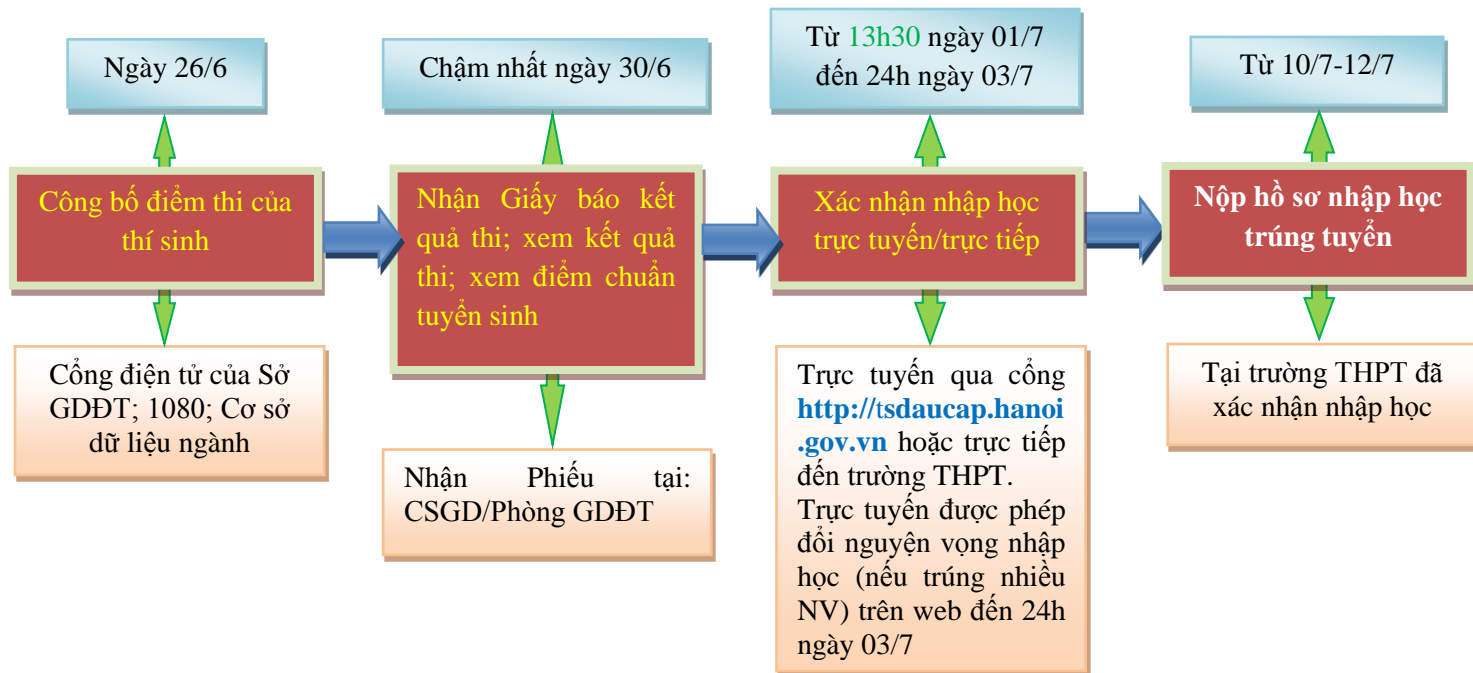 Ngày 26/6
Chậm nhất ngày 30/6
Từ 13h30 ngày 01/7
đến 24h ngày 03/7
Từ 10/7-12/7
Công bố điểm thi của
thí sinh
Nhận Giấy báo kết
quả thi; xem kết quả
thi; xem điểm chuẩn
tuyển sinh
Xác nhận nhập học
trực tuyến/trực tiếp
Nộp hồ sơ nhập học
trúng tuyển
Cổng điện tử của Sở
GDĐT; 1080; Cơ sở
dữ liệu ngành
Nhận Phiếu tại:
CSGD/Phòng GDĐT
Trực tuyến qua cổng
http://tsdaucap.hanoi
.gov.vn hoặc trực tiếp
đến trường THPT.
Trực tuyến được phép
đổi nguyện vọng nhập
học (nếu trúng nhiều
NV) trên web đến 24h
ngày 03/7
Tại trường THPT đã
xác nhận nhập học